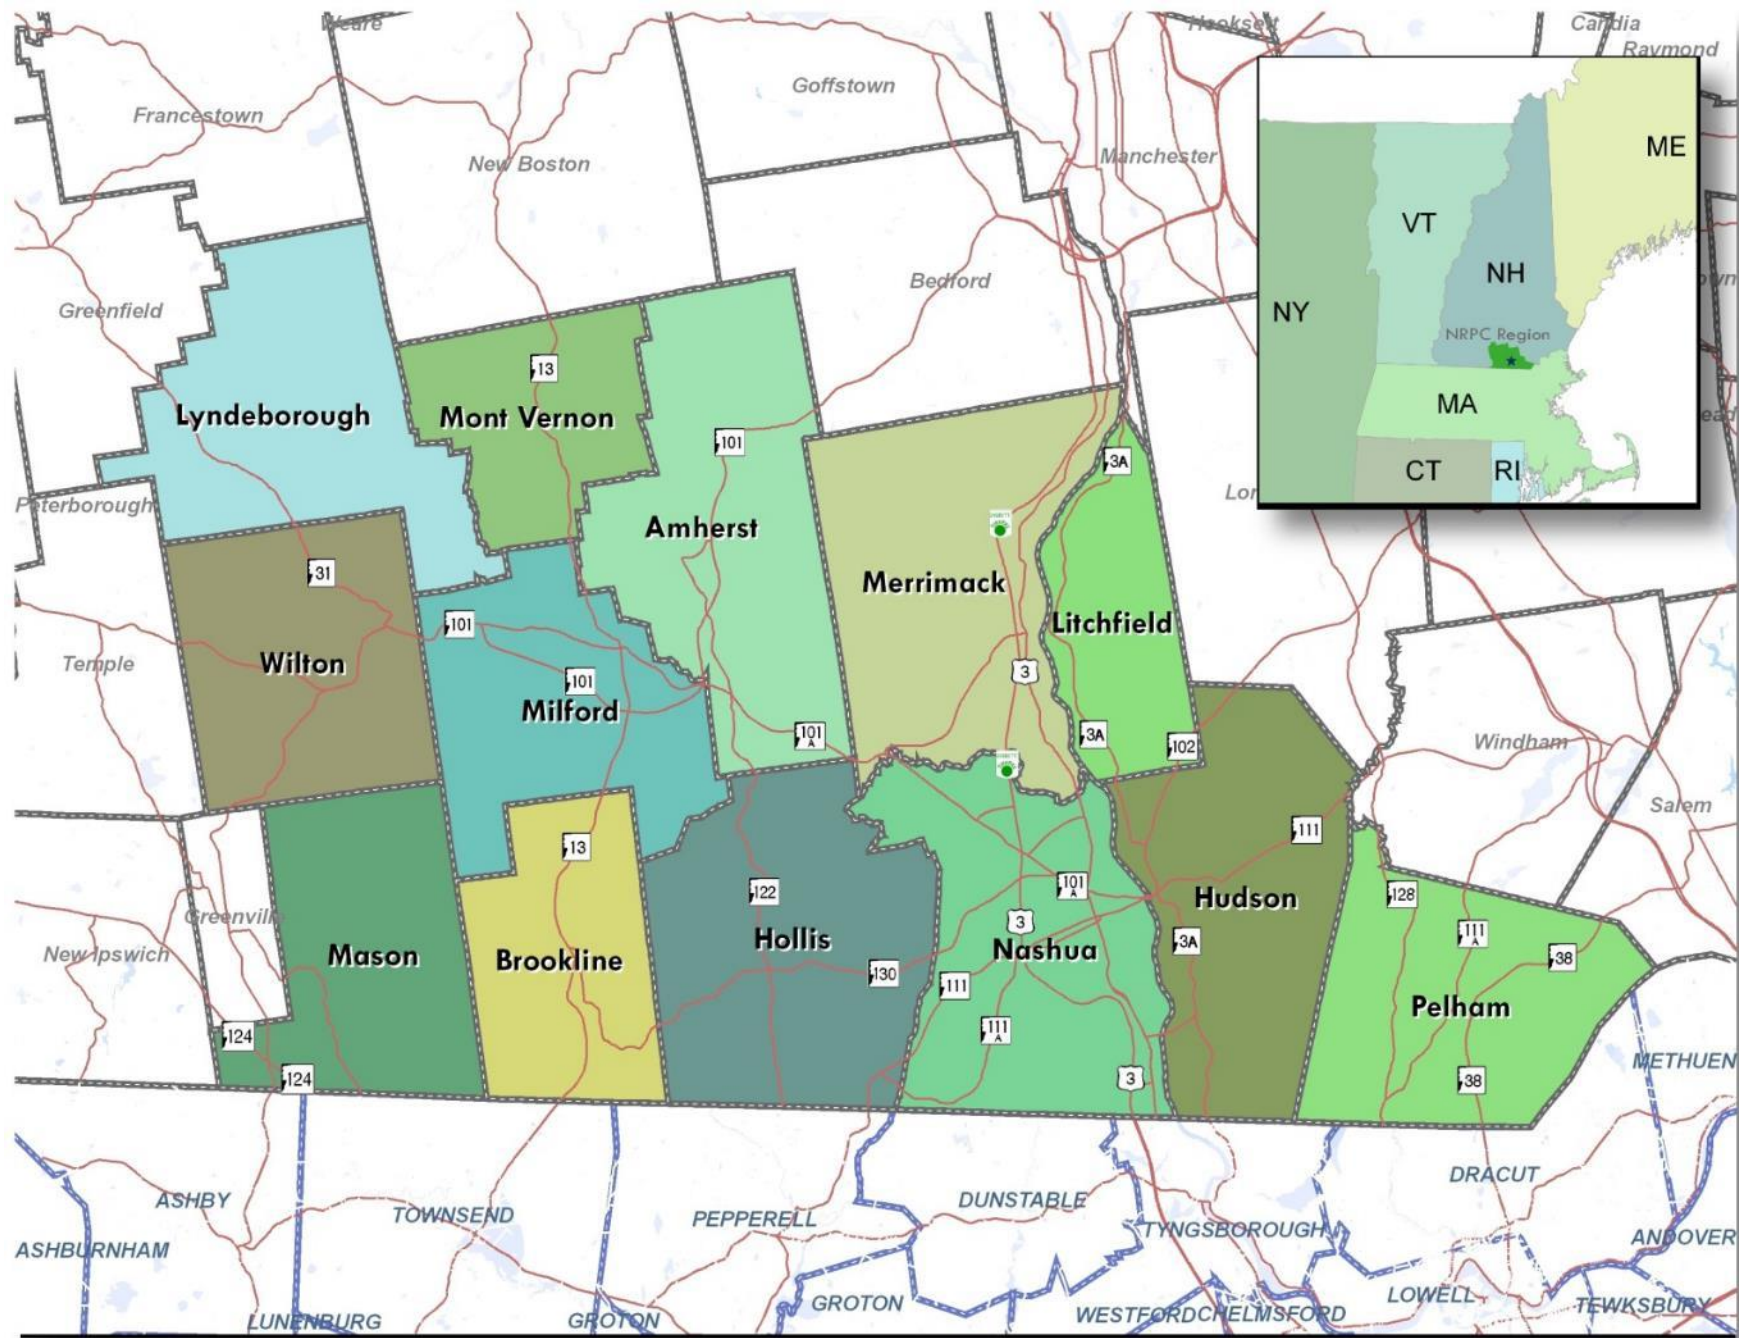 Weare
Hooksett
Candia
Raymond
Goffstown
Francestown
New Boston
Manchester
ME
VT
NH
NY
NRPC Region
MA
CT
RI
Bedford
Greenfield
13
Lyndeborough
Mont Vernon
101
3A
Peterborough
Amherst
31
Merrimack
101
Litchfield
Temple
Wilton
101
3
Milford
101
A
3A
102
Windham
Salem
111
13
122
101
A
128
Greenville
Hudson
3
111
A
New Ipswich
Mason
Brookline
Hollis
Nashua
3A
38
130
111
Pelham
124
111
A
124
3
38
METHUEN
ASHBY
TOWNSEND
PEPPERELL
DUNSTABLE
DRACUT
TYNGSBOROUGH
ANDOVER
ASHBURNHAM
GROTON
LOWELL
LUNENBURG
GROTON
WESTFORD
CHELMSFORD
TEWKSBURY